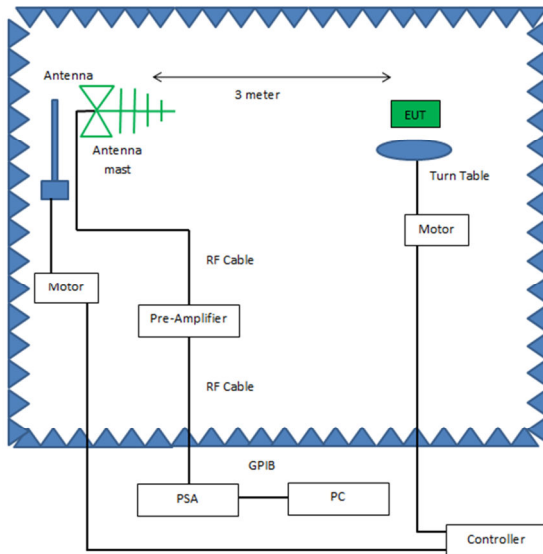 Antenna
3 meter
EUT
Antenna
mast
Turn Table
Motor
RF Cable
Motor
Pre-Amplifier
RF Cable
GPIB
PSA
PC
Controller